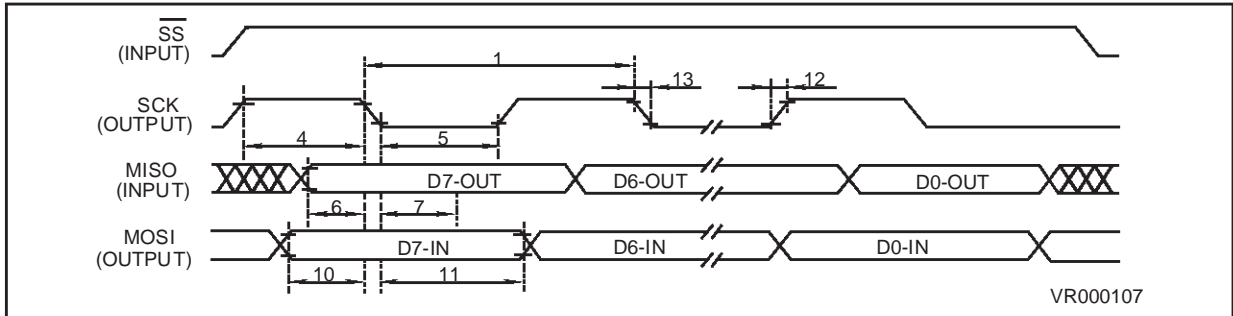 SS
(INPUT)
1
13
12
SCK
(OUTPUT)
4
5
MISO
(INPUT)
D7-OUT
D6-OUT
D0-OUT
6
7
MOSI
(OUTPUT)
D7-IN
D6-IN
D0-IN
10
11
VR000107